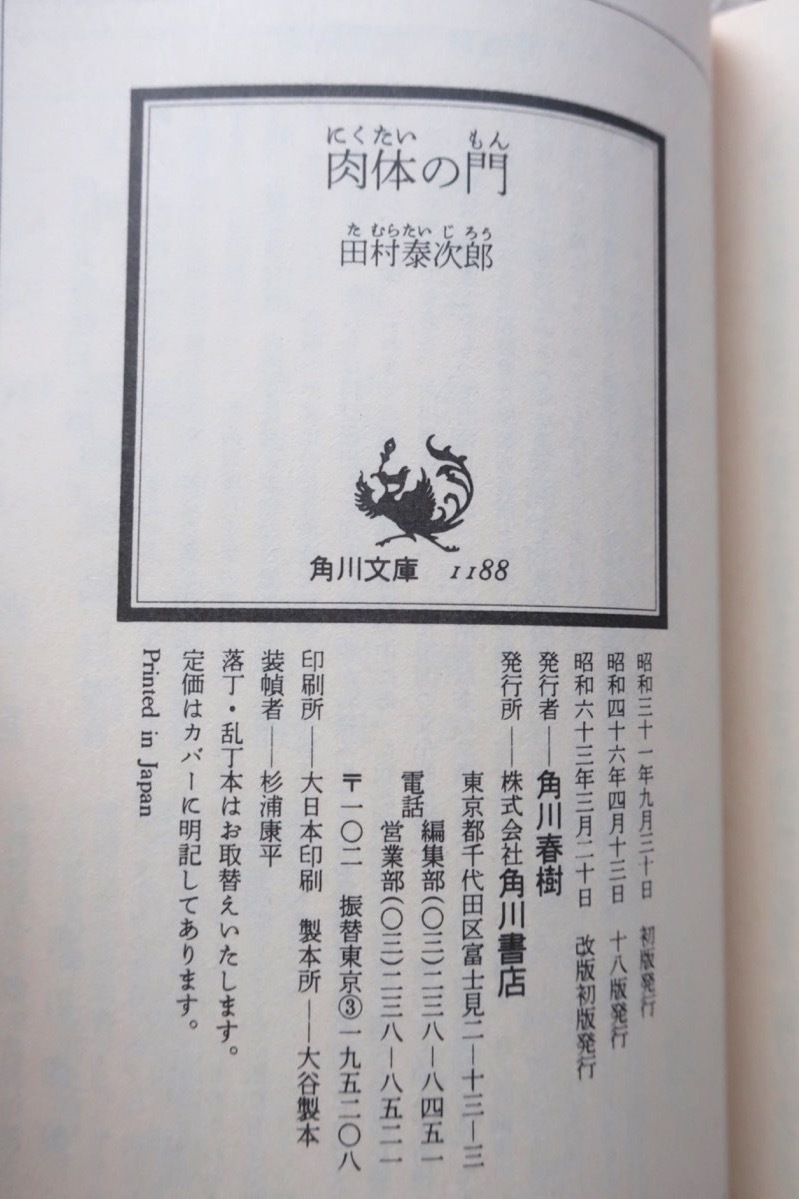 にくたい もん
肉体の門
た むらたい じ ろう
田村泰次郎
角川文庫 1188
昭和三十一年九月三十日 初版発行
昭和四十六年四月十三日 十八版発行
昭和六十三年三月二十日 改版初版発行
発行者——角川春樹
発行所——株式会社角川書店
東京都千代田区富士見二—十三—三
電話 編集部(〇三)二三八—八四五一
営業部(〇三)二三八—八五二一
〒一〇二 振替東京③一九五二〇八
印刷所——大日本印刷 製本所——大谷製本
装幀者——杉浦康平
落丁・乱丁本はお取替えいたします。
定価はカバーに明記してあります。
Printed in Japan